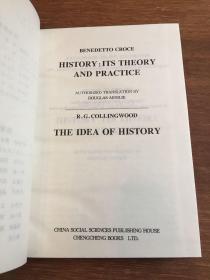 BENEDETTO CROCE
HISTORY: ITS THEORY
AND PRACTICE
AUTHORIZED TRANSLATION BY
DOUGLAS AINSLIE
R. G. COLLINGWOOD
THE IDEA OF HISTORY
CHINA SOCIAL SCIENCES PUBLISHING HOUSE
CHENGCHENG BOOKS LTD.